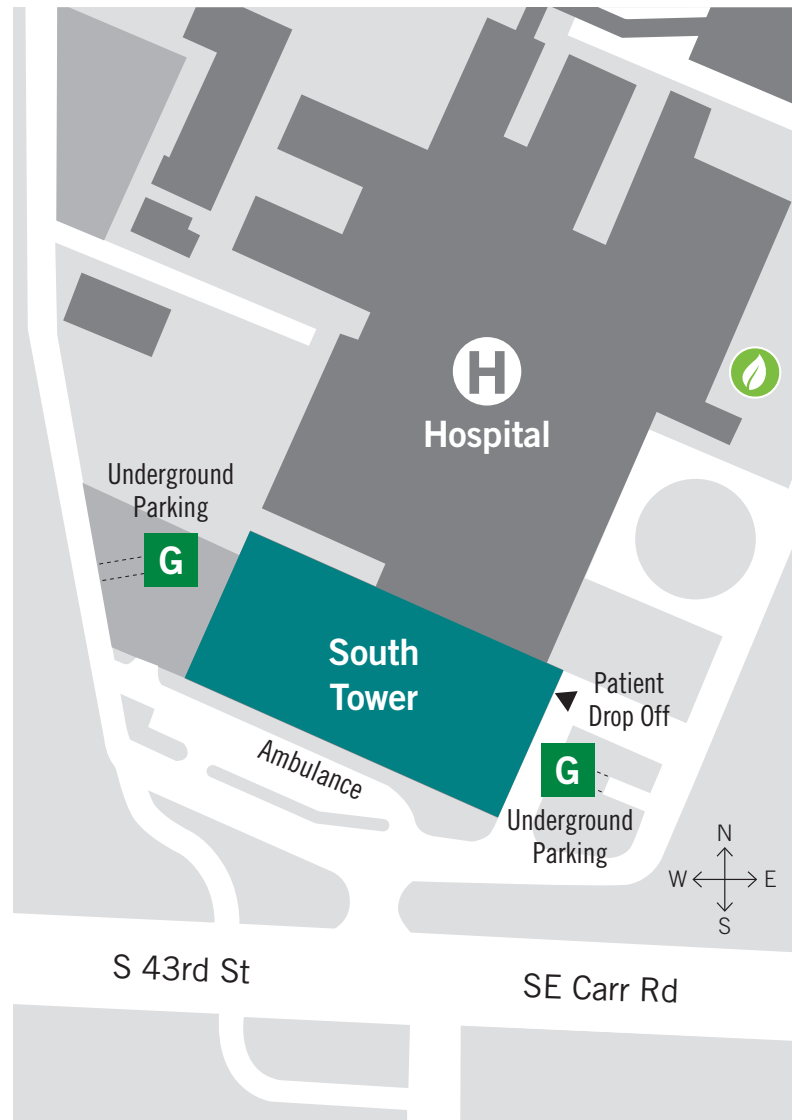 H
Hospital
Underground
Parking
G
South
Tower
Patient
Drop Off
G
Ambulance
Underground
Parking
N
W
E
S
S 43rd St
SE Carr Rd